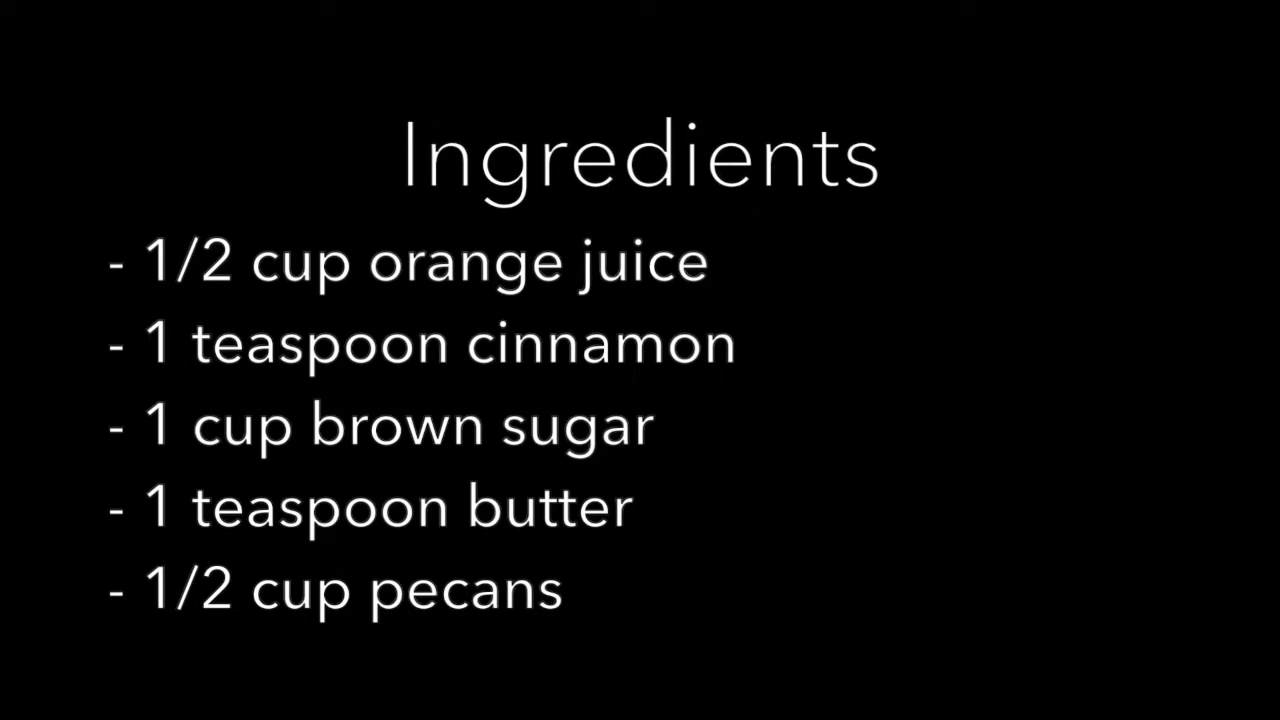 Ingredients
- 1/2 cup orange juice
- 1 teaspoon cinnamon
- 1 cup brown sugar
- 1 teaspoon butter
- 1/2 cup pecans